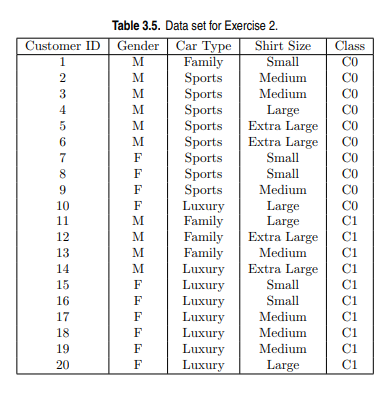 Table 3.5. Data set for Exercise 2.
Customer ID Gender Car Type Shirt Size Class
1 M Family Small C0
2 M Sports Medium C0
3 M Sports Medium C0
4 M Sports Large C0
5 M Sports Extra Large C0
6 M Sports Extra Large C0
7 F Sports Small C0
8 F Sports Small C0
9 F Sports Medium C0
10 F Luxury Large C0
11 M Family Large C1
12 M Family Extra Large C1
13 M Family Medium C1
14 M Luxury Extra Large C1
15 F Luxury Small C1
16 F Luxury Small C1
17 F Luxury Medium C1
18 F Luxury Medium C1
19 F Luxury Medium C1
20 F Luxury Large C1